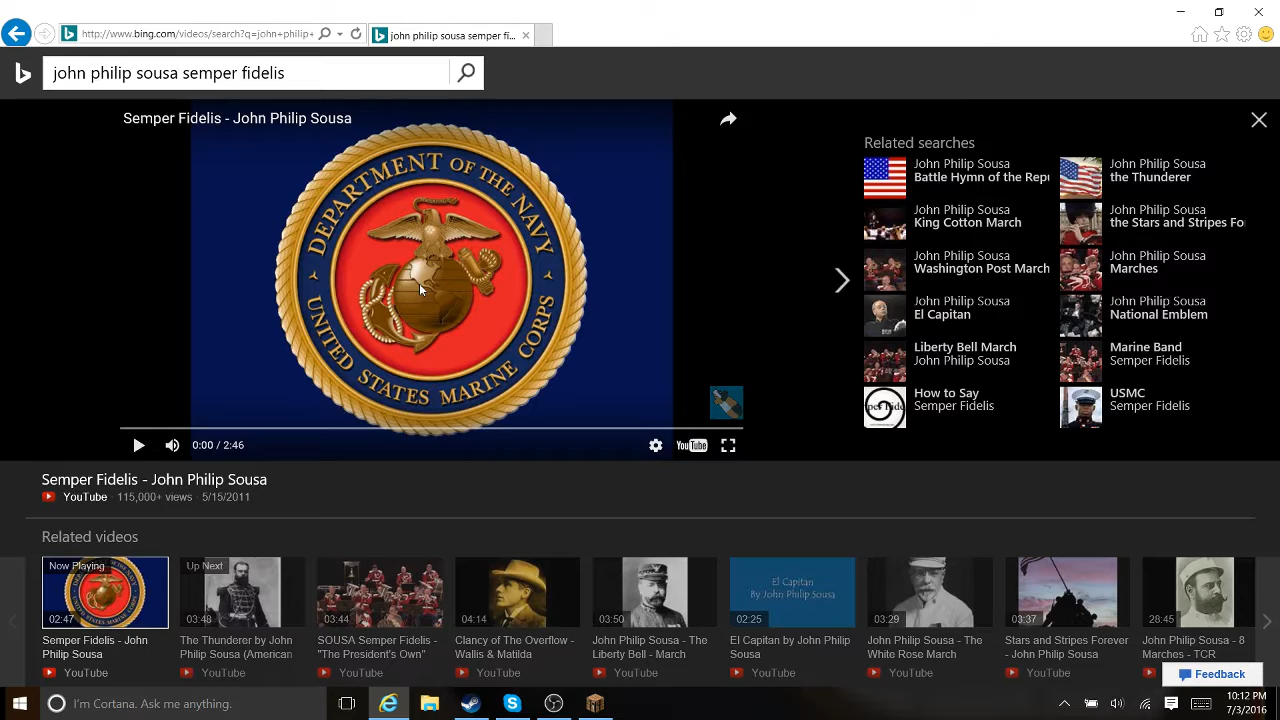 http://www.bing.com/videos/search?q=john+philip+
john philip sousa semper fi...
john philip sousa semper fidelis
Semper Fidelis - John Philip Sousa
DEPARTMENT OF THE NAVY
UNITED STATES MARINE CORPS
0:00 / 2:46
YouTube
Related searches
John Philip Sousa
Battle Hymn of the Repu
John Philip Sousa
the Thunderer
John Philip Sousa
King Cotton March
John Philip Sousa
the Stars and Stripes Fo
John Philip Sousa
Washington Post March
John Philip Sousa
Marches
John Philip Sousa
El Capitan
John Philip Sousa
National Emblem
Liberty Bell March
John Philip Sousa
Marine Band
Semper Fidelis
How to Say
Semper Fidelis
USMC
Semper Fidelis
Semper Fidelis - John Philip Sousa
YouTube · 115,000+ views · 5/15/2011
Related videos
Now Playing
02:47
Semper Fidelis - John
Philip Sousa
YouTube
Up Next
03:48
The Thunderer by John
Philip Sousa (American
YouTube
03:44
SOUSA Semper Fidelis -
"The President's Own"
YouTube
04:14
Clancy of The Overflow -
Wallis & Matilda
YouTube
03:50
John Philip Sousa - The
Liberty Bell - March
YouTube
El Capitan
By John Philip Sousa
02:25
El Capitan by John Philip
Sousa
YouTube
03:29
John Philip Sousa - The
White Rose March
YouTube
03:37
Stars and Stripes Forever
- John Philip Sousa
YouTube
28:45
John Philip Sousa - 8
Marches - TCR
Feedback
I'm Cortana. Ask me anything.
10:12 PM
7/3/2016